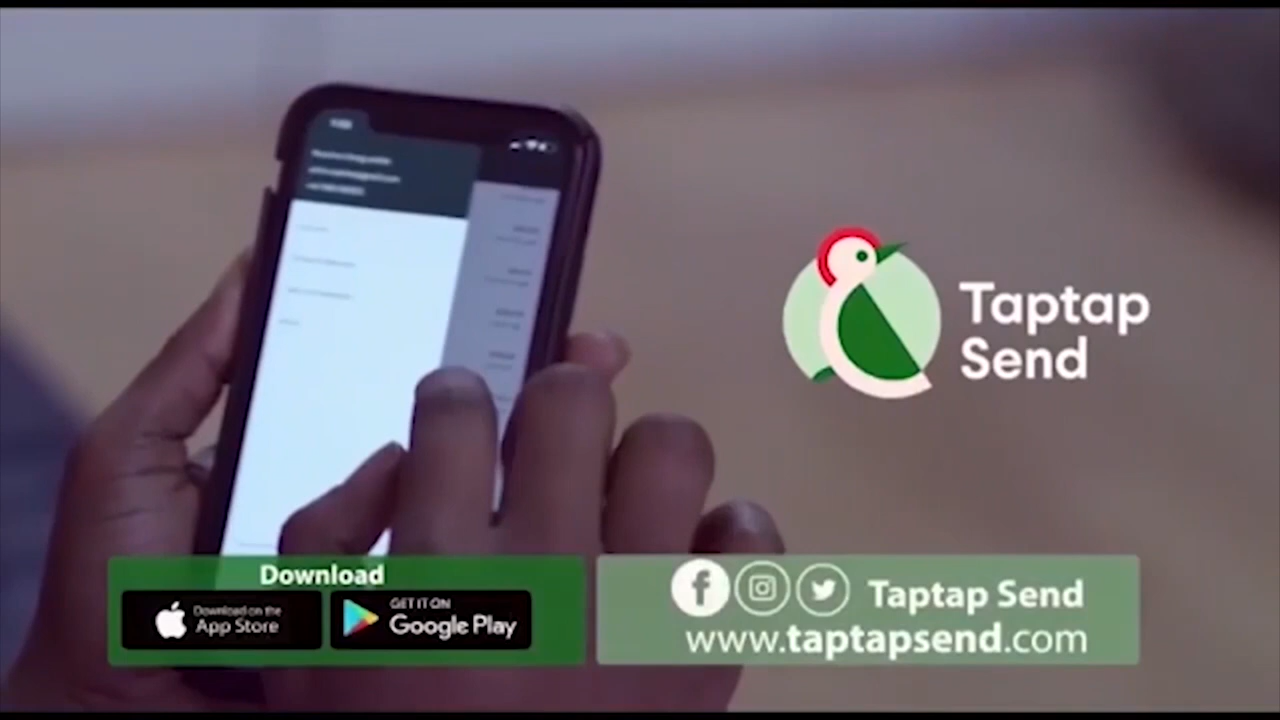 Taptap
Send
Download
Download on the
App Store
GET IT ON
Google Play
Taptap Send
www.taptapsend.com